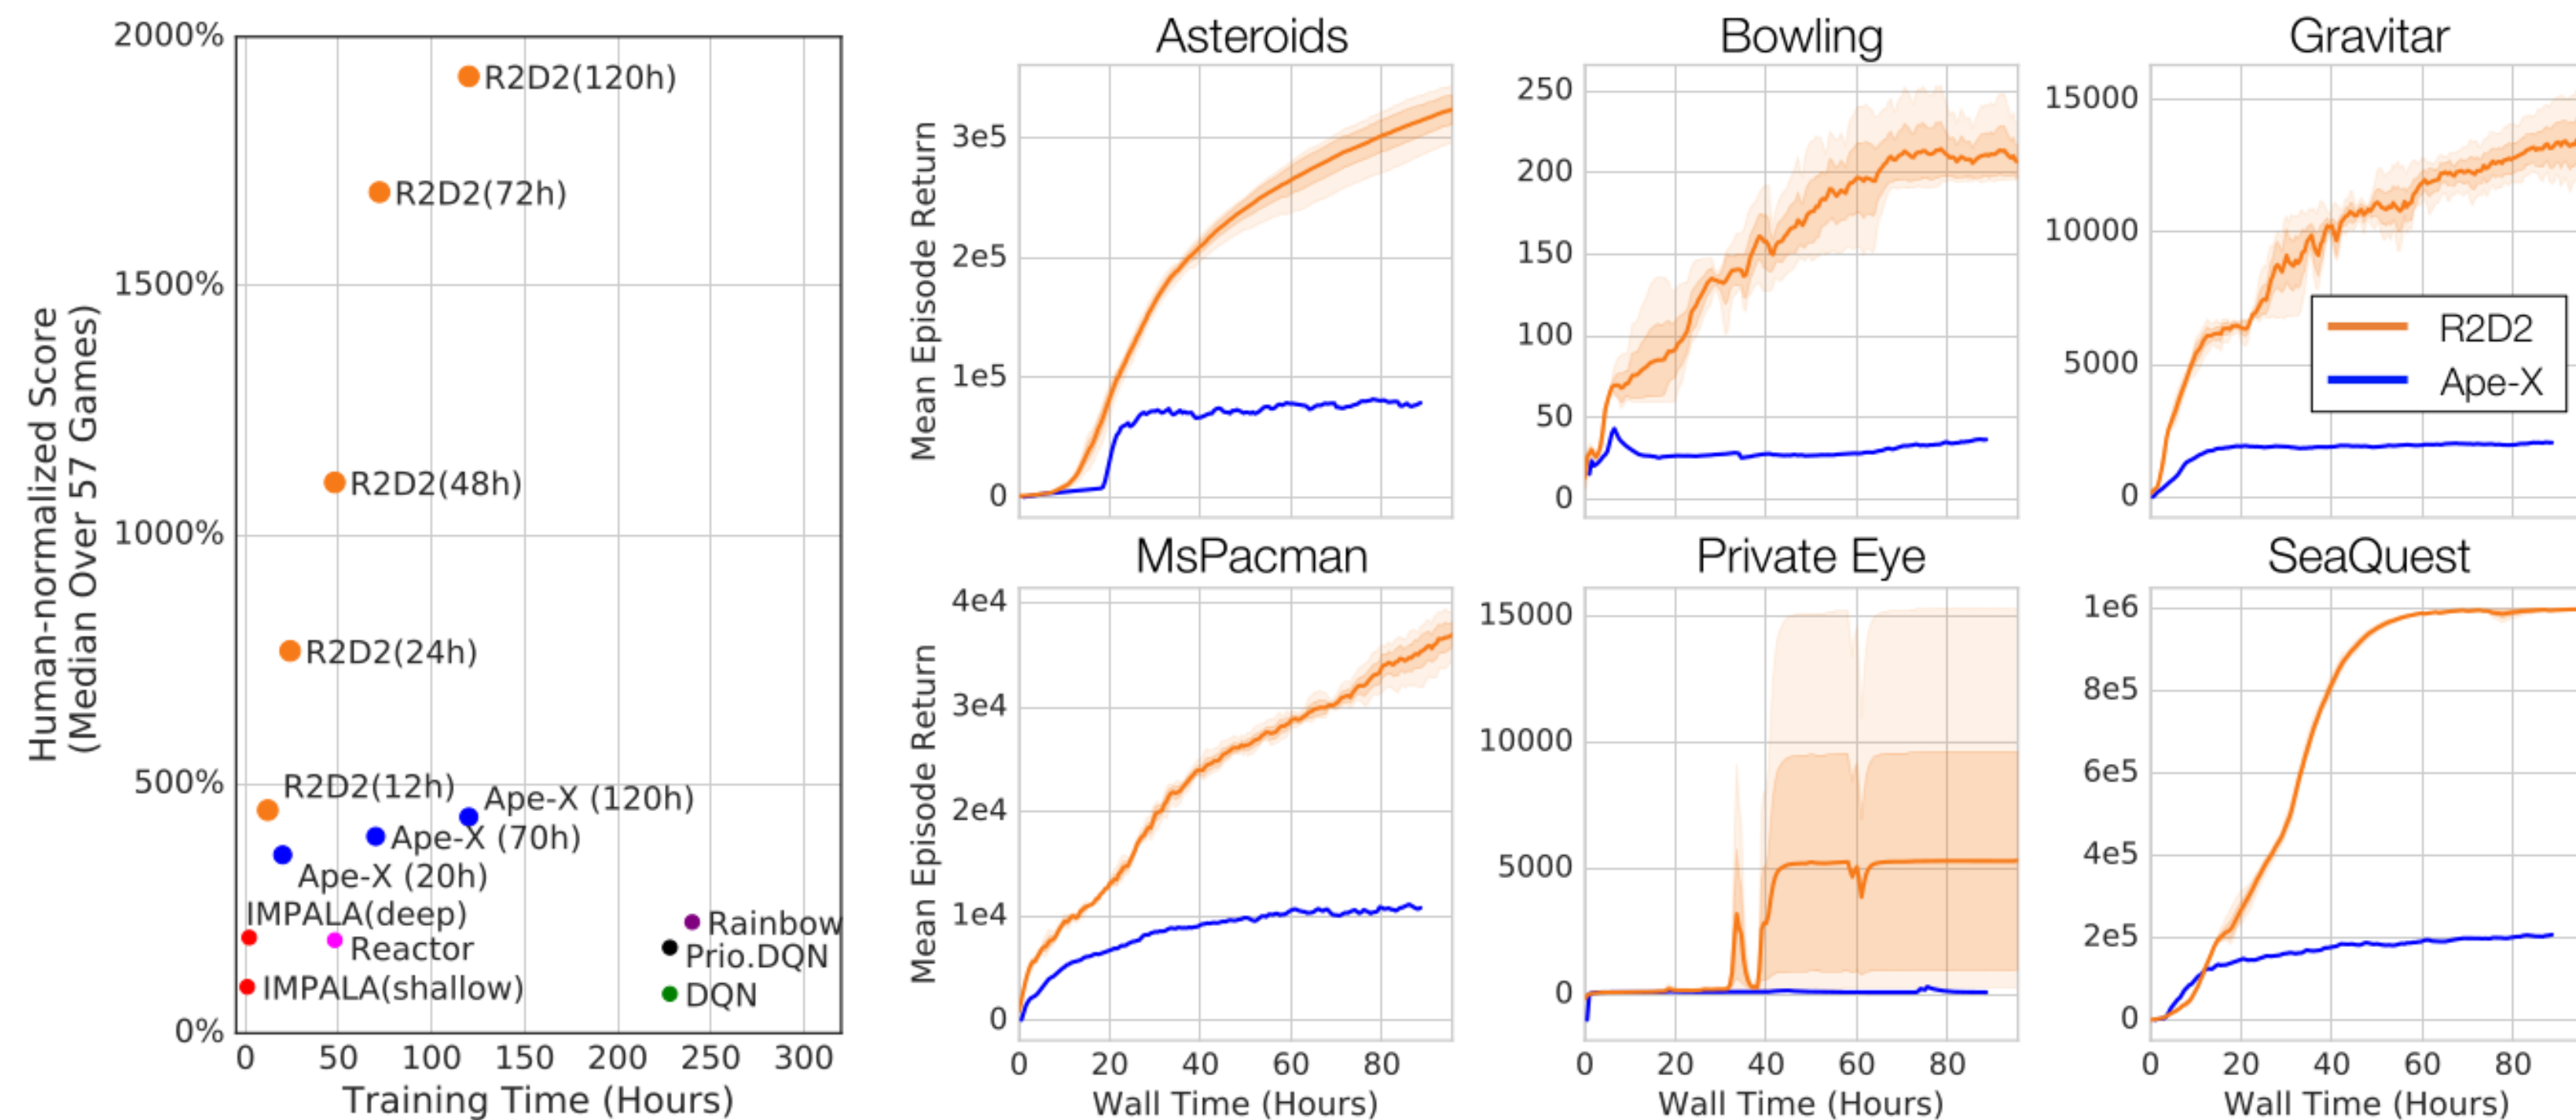 Human-normalized Score
(Median Over 57 Games)
2000%
1500%
1000%
500%
0%
R2D2(120h)
R2D2(72h)
R2D2(48h)
R2D2(24h)
R2D2(12h)
Ape-X (120h)
Ape-X (70h)
Ape-X (20h)
IMPALA(deep)
Rainbow
Reactor
Prio.DQN
IMPALA(shallow)
DQN
0 50 100 150 200 250 300
Training Time (Hours)
Asteroids
Mean Episode Return
3e5
2e5
1e5
0
Bowling
250
200
150
100
50
0
Gravitar
15000
10000
5000
0
R2D2
Ape-X
MsPacman
Mean Episode Return
4e4
3e4
2e4
1e4
0
0 20 40 60 80
Wall Time (Hours)
Private Eye
15000
10000
5000
0
0 20 40 60 80
Wall Time (Hours)
SeaQuest
1e6
8e5
6e5
4e5
2e5
0
0 20 40 60 80
Wall Time (Hours)